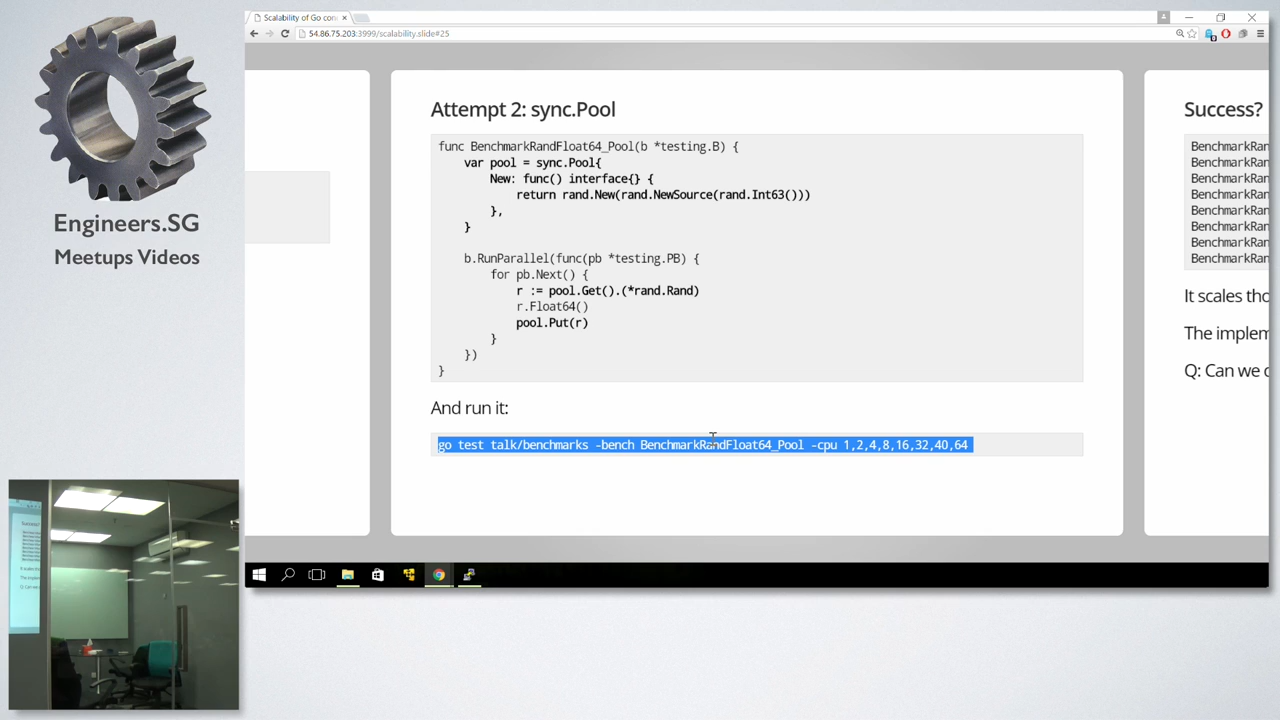 Scalability of Go con
54.86.75.203:3999/scalability.slide#25
Engineers.SG
Meetups Videos
Attempt 2: sync.Pool
func BenchmarkRandFloat64_Pool(b *testing.B) {
var pool = sync.Pool{
New: func() interface{} {
return rand.New(rand.NewSource(rand.Int63()))
},
}
b.RunParallel(func(pb *testing.PB) {
for pb.Next() {
r := pool.Get().(*rand.Rand)
r.Float64()
pool.Put(r)
}
})
}
And run it:
go test talk/benchmarks -bench BenchmarkRandFloat64_Pool -cpu 1,2,4,8,16,32,40,64
Success?
BenchmarkRan
BenchmarkRan
BenchmarkRan
BenchmarkRan
BenchmarkRan
BenchmarkRan
BenchmarkRan
BenchmarkRan
It scales tho
The implem
Q: Can we
Success?